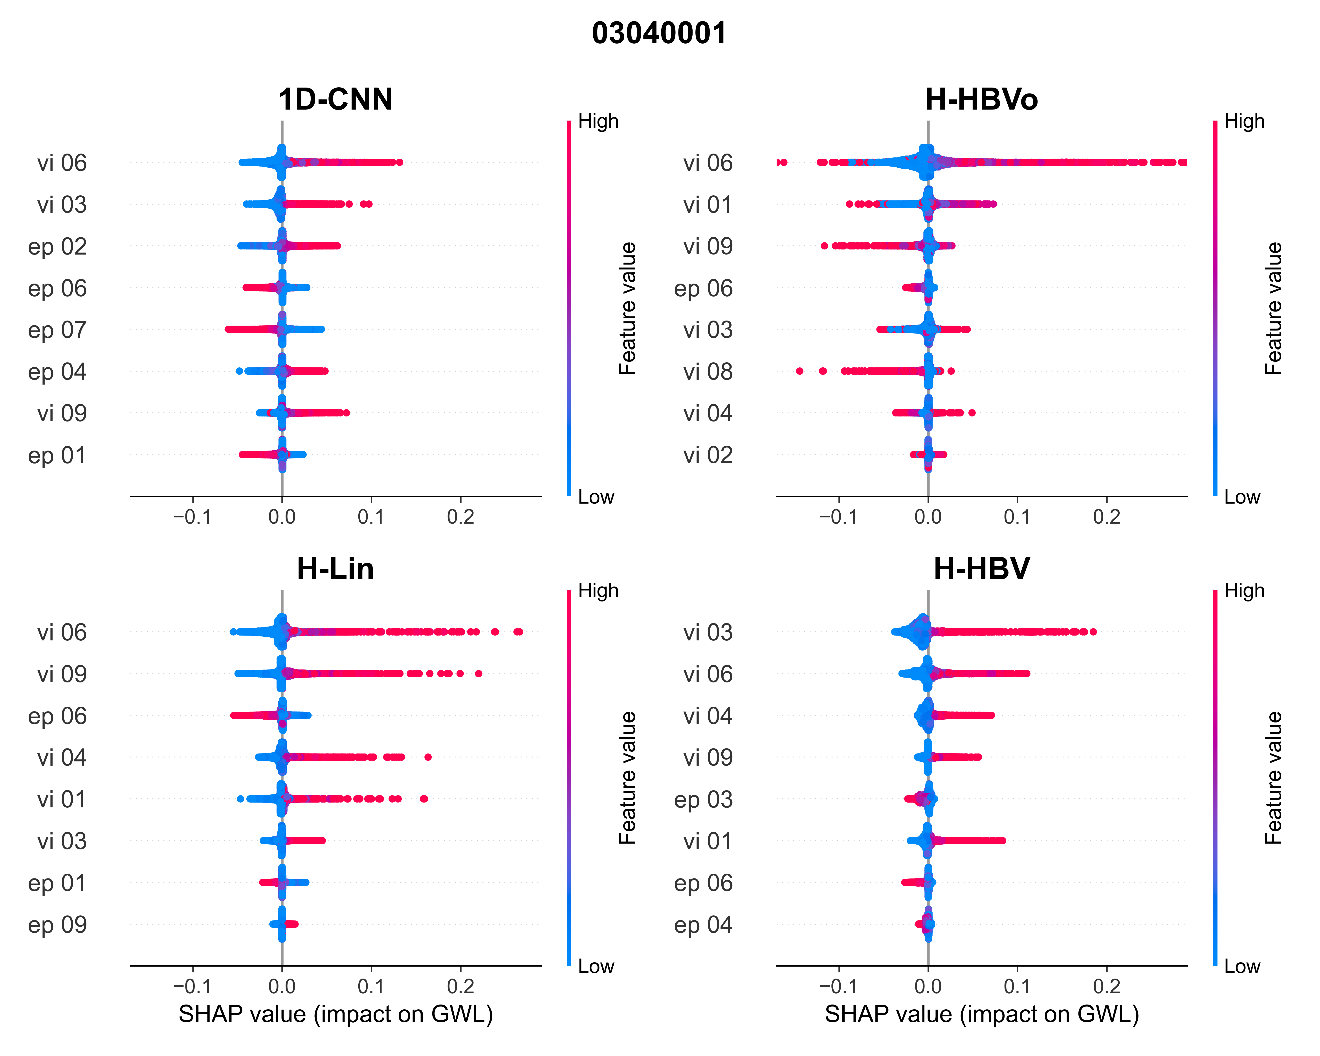 03040001
1D-CNN
High
vi 06
vi 03
ep 02
ep 06
ep 07
ep 04
vi 09
ep 01
Feature value
Low
−0.1 0.0 0.1 0.2
H-HBVo
High
vi 06
vi 01
vi 09
ep 06
vi 03
vi 08
vi 04
vi 02
Feature value
Low
−0.1 0.0 0.1 0.2
H-Lin
High
vi 06
vi 09
ep 06
vi 04
vi 01
vi 03
ep 01
ep 09
Feature value
Low
−0.1 0.0 0.1 0.2
SHAP value (impact on GWL)
H-HBV
High
vi 03
vi 06
vi 04
vi 09
ep 03
vi 01
ep 06
ep 04
Feature value
Low
−0.1 0.0 0.1 0.2
SHAP value (impact on GWL)